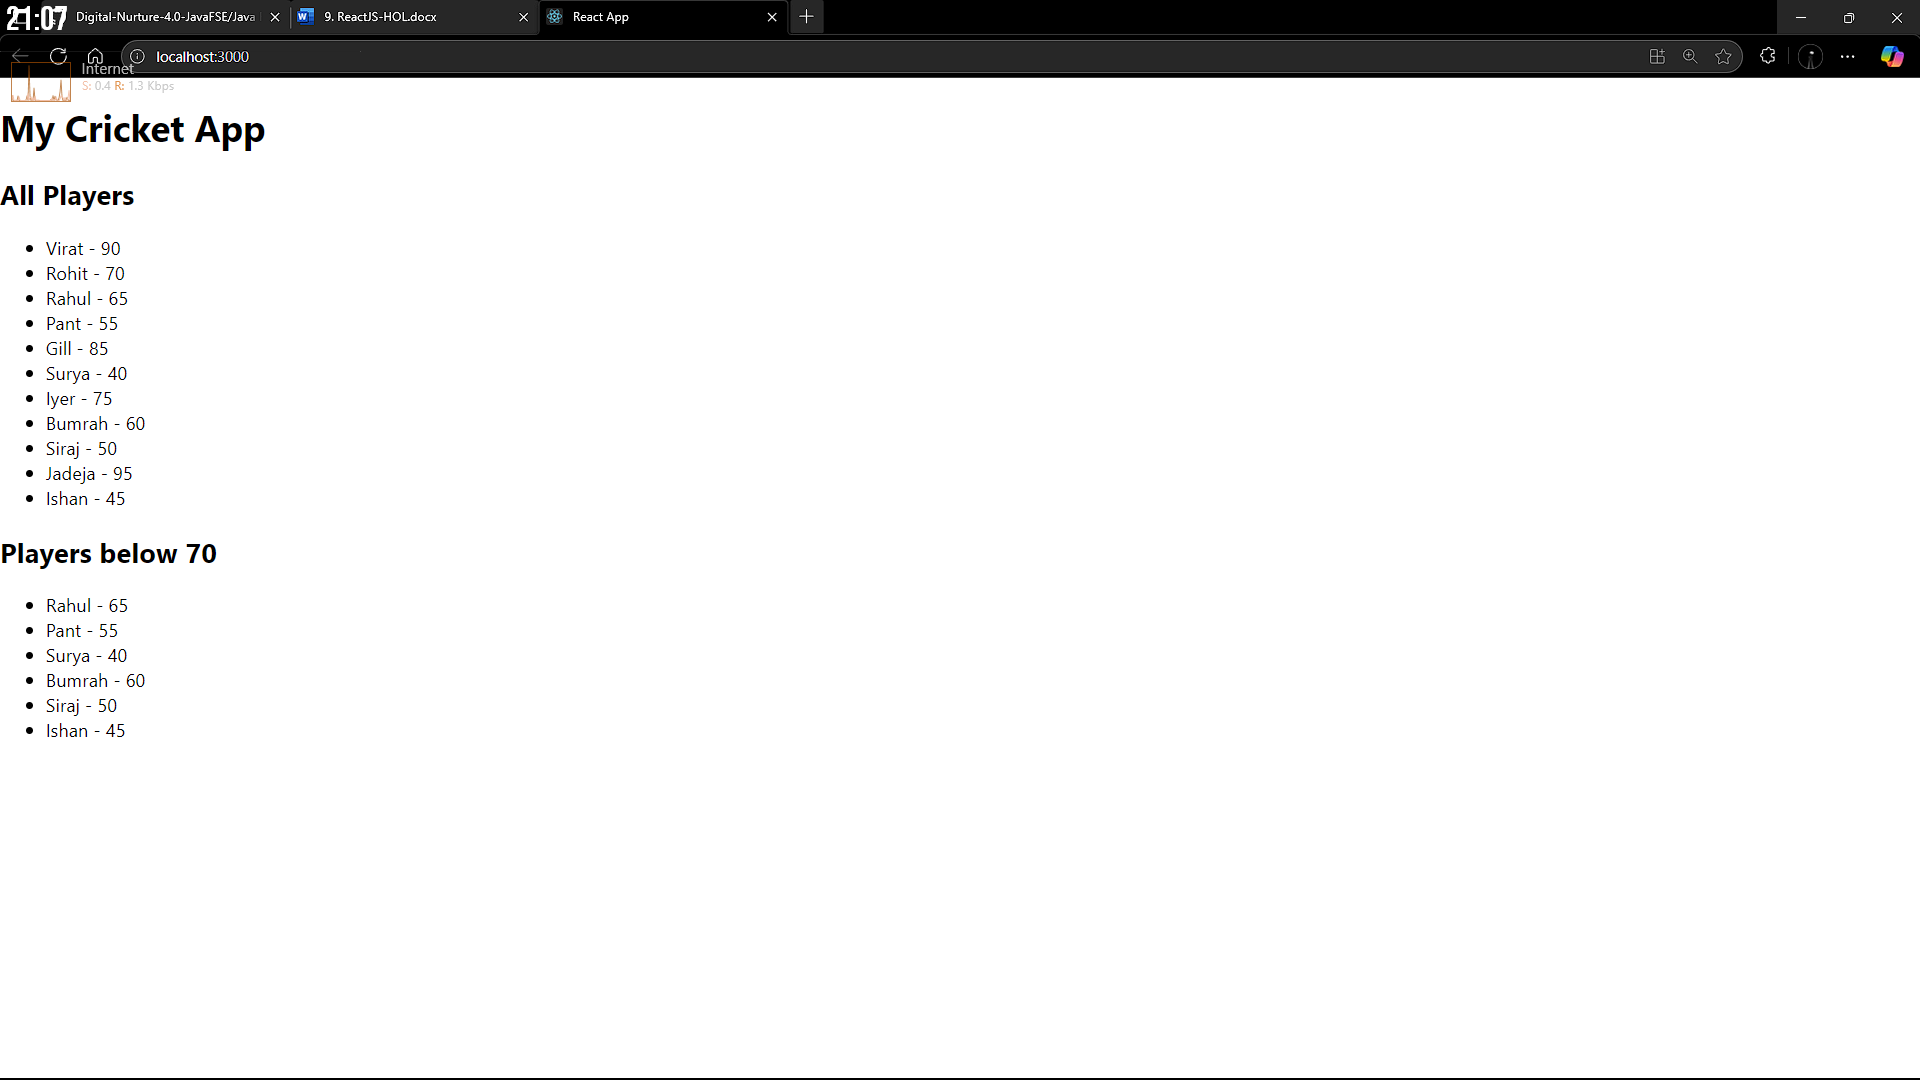 21:07
Digital-Nurture-4.0-JavaFSE/Java
9. ReactJS-HOL.docx
React App
localhost:3000
Internet
S: 0.4 R: 1.3 Kbps
My Cricket App
All Players
Virat - 90
Rohit - 70
Rahul - 65
Pant - 55
Gill - 85
Surya - 40
Iyer - 75
Bumrah - 60
Siraj - 50
Jadeja - 95
Ishan - 45
Players below 70
Rahul - 65
Pant - 55
Surya - 40
Bumrah - 60
Siraj - 50
Ishan - 45